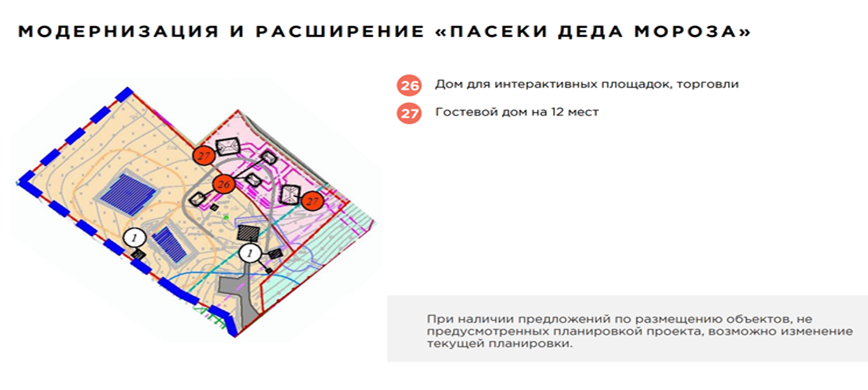 МОДЕРНИЗАЦИЯ И РАСШИРЕНИЕ «ПАСЕКИ ДЕДА МОРОЗА»
26 Дом для интерактивных площадок, торговли
27 Гостевой дом на 12 мест
27
26
27
1
1
При наличии предложений по размещению объектов, не
предусмотренных планировкой проекта, возможно изменение
текущей планировки.